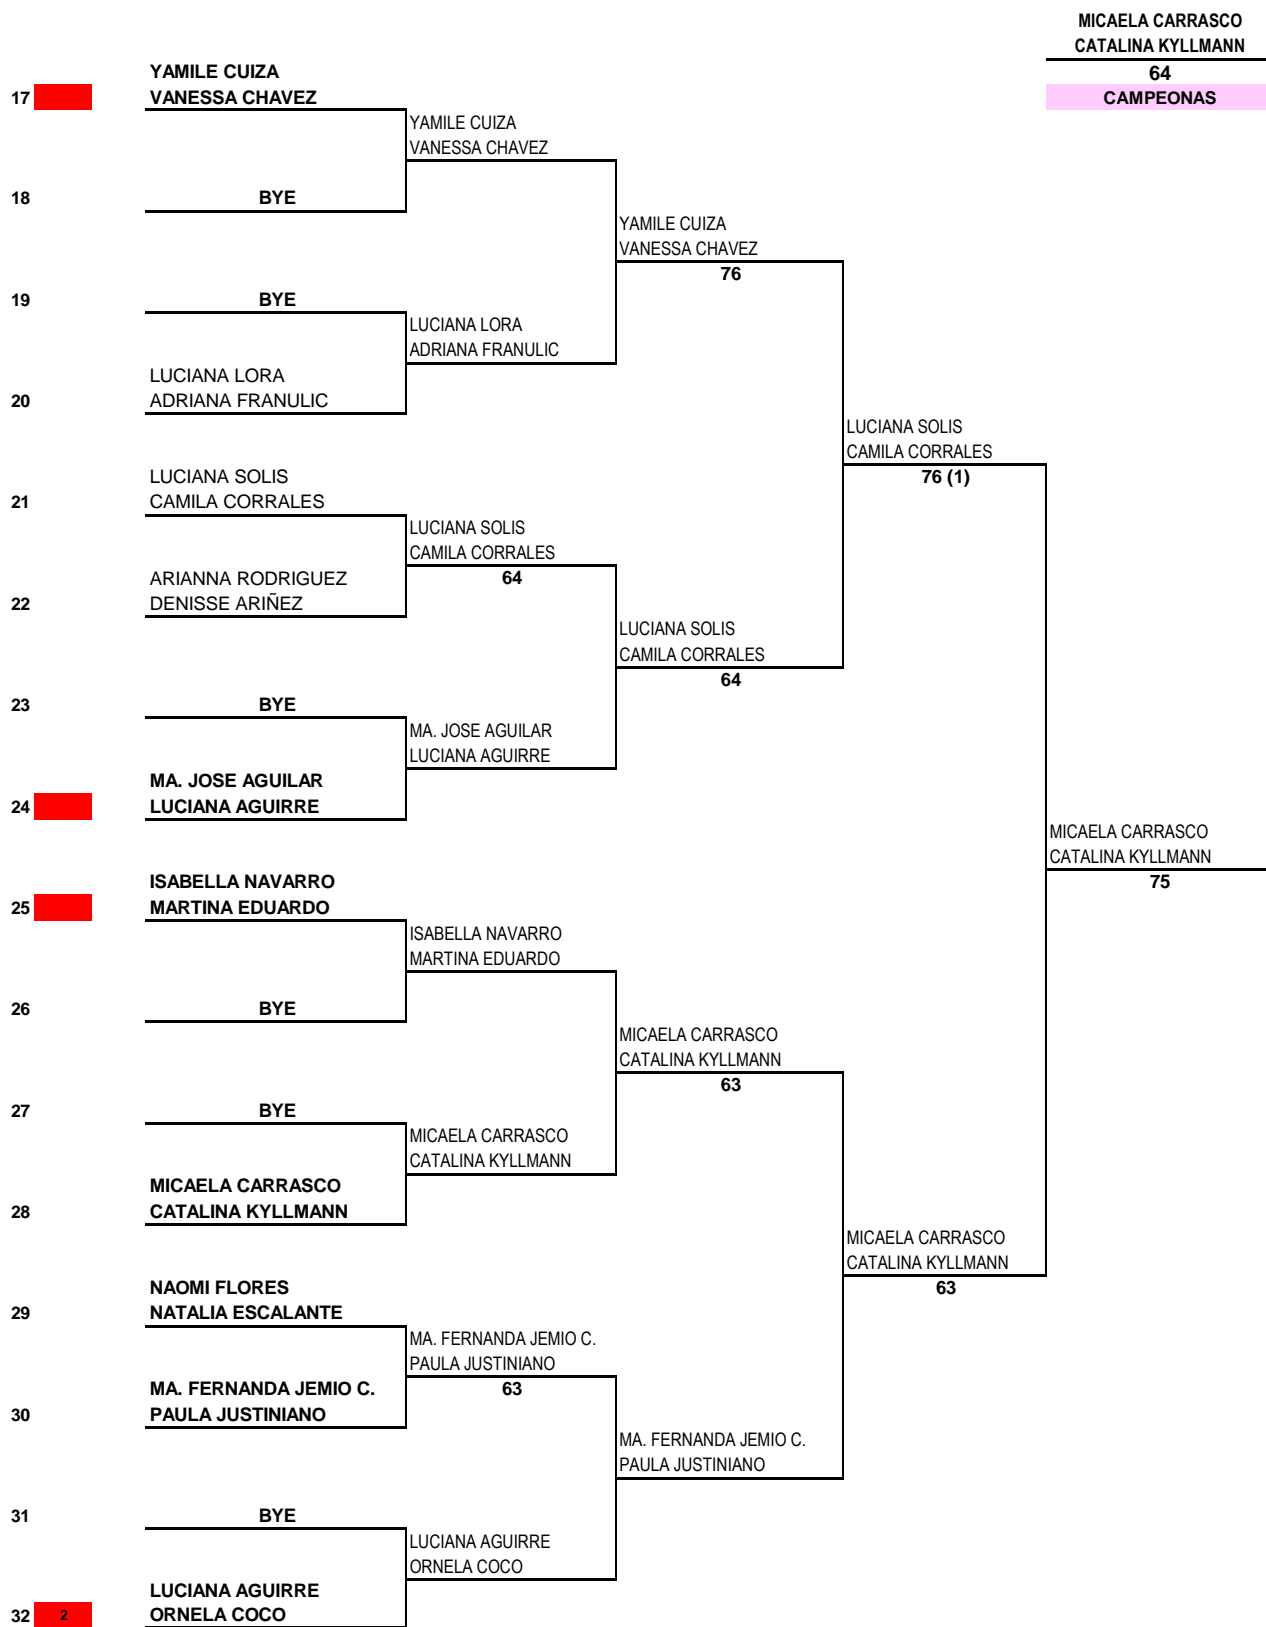 MICAELA CARRASCO
CATALINA KYLLMANN
64
CAMPEONAS
YAMILE CUIZA
17 VANESSA CHAVEZ
YAMILE CUIZA
VANESSA CHAVEZ
18 BYE
YAMILE CUIZA
VANESSA CHAVEZ
76
19 BYE
LUCIANA LORA
ADRIANA FRANULIC
LUCIANA LORA
20 ADRIANA FRANULIC
LUCIANA SOLIS
CAMILA CORRALES
76 (1)
LUCIANA SOLIS
21 CAMILA CORRALES
LUCIANA SOLIS
CAMILA CORRALES
64
ARIANNA RODRIGUEZ
22 DENISSE ARIÑEZ
LUCIANA SOLIS
CAMILA CORRALES
64
23 BYE
MA. JOSE AGUILAR
LUCIANA AGUIRRE
MA. JOSE AGUILAR
24 LUCIANA AGUIRRE
MICAELA CARRASCO
CATALINA KYLLMANN
75
ISABELLA NAVARRO
25 MARTINA EDUARDO
ISABELLA NAVARRO
MARTINA EDUARDO
26 BYE
MICAELA CARRASCO
CATALINA KYLLMANN
63
27 BYE
MICAELA CARRASCO
CATALINA KYLLMANN
MICAELA CARRASCO
28 CATALINA KYLLMANN
MICAELA CARRASCO
CATALINA KYLLMANN
63
NAOMI FLORES
29 NATALIA ESCALANTE
MA. FERNANDA JEMIO C.
PAULA JUSTINIANO
63
MA. FERNANDA JEMIO C.
30 PAULA JUSTINIANO
MA. FERNANDA JEMIO C.
PAULA JUSTINIANO
31 BYE
LUCIANA AGUIRRE
ORNELA COCO
LUCIANA AGUIRRE
32 2 ORNELA COCO